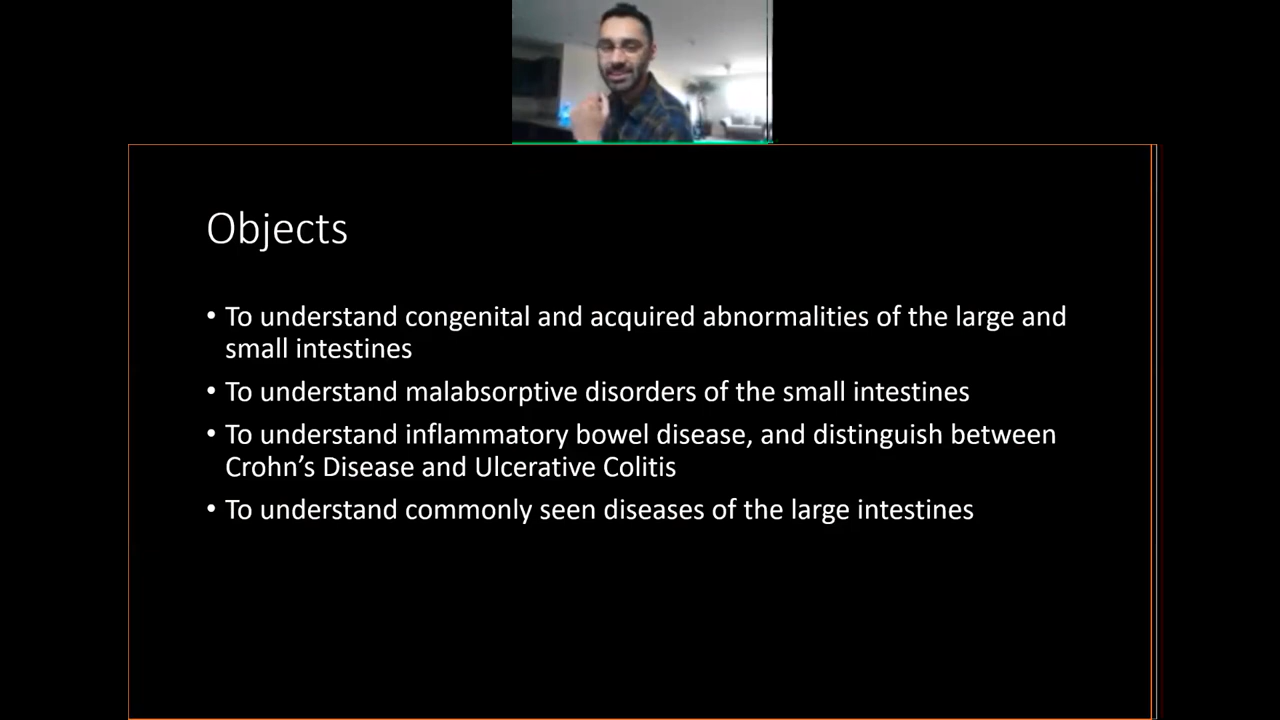 Objects
• To understand congenital and acquired abnormalities of the large and
small intestines
• To understand malabsorptive disorders of the small intestines
• To understand inflammatory bowel disease, and distinguish between
Crohn’s Disease and Ulcerative Colitis
• To understand commonly seen diseases of the large intestines